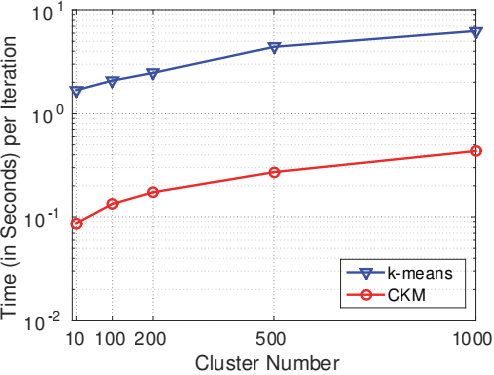 10^1
10^0
10^-1
10^-2
Time (in Seconds) per Iteration
k-means
CKM
10 100 200 500 1000
Cluster Number